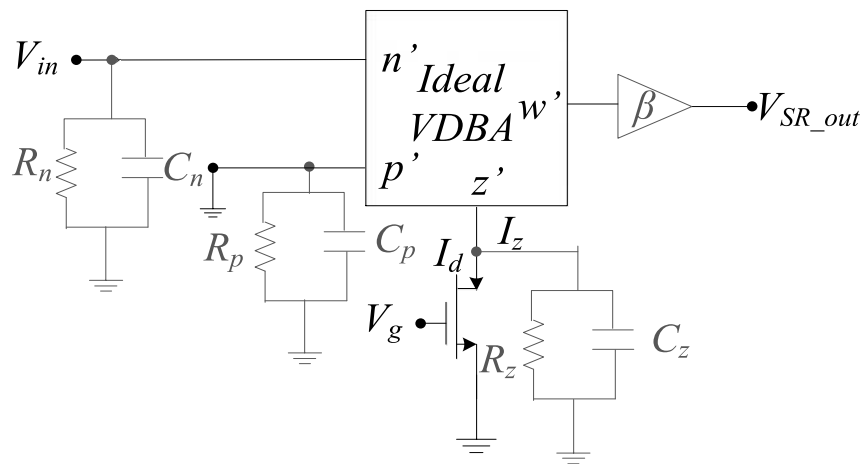 V_in
n'
Ideal
VDBA
w'
β
V_SR_out
R_n
C_n
p'
z'
R_p
C_p
I_d
I_z
V_g
R_z
C_z